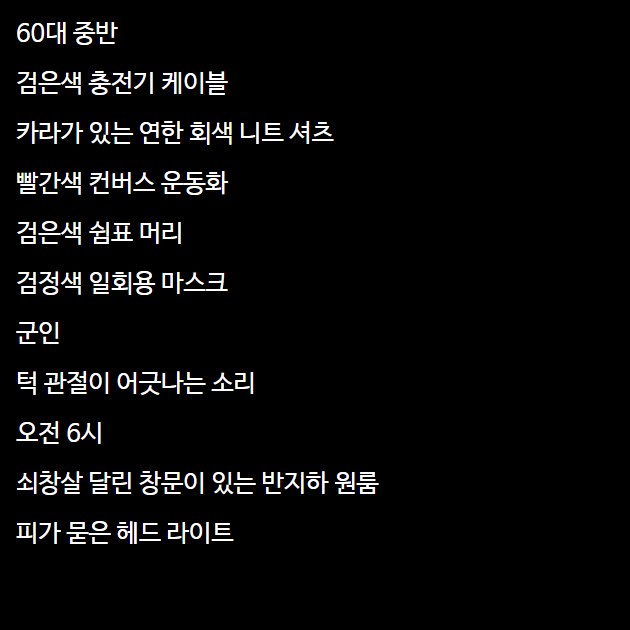 60대 중반
검은색 충전기 케이블
카라가 있는 연한 회색 니트 셔츠
빨간색 컨버스 운동화
검은색 쉼표 머리
검정색 일회용 마스크
군인
턱 관절이 어긋나는 소리
오전 6시
쇠창살 달린 창문이 있는 반지하 원룸
피가 묻은 헤드 라이트